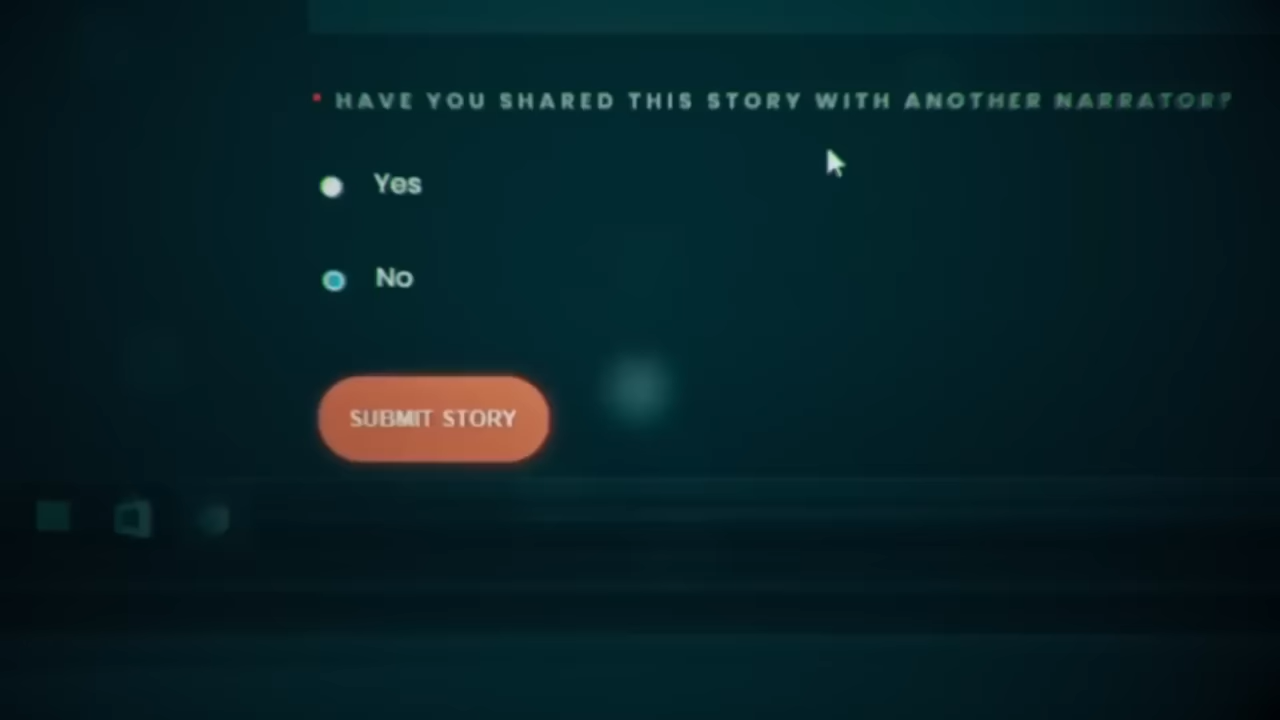 * HAVE YOU SHARED THIS STORY WITH ANOTHER NARRATOR?
Yes
No
SUBMIT STORY